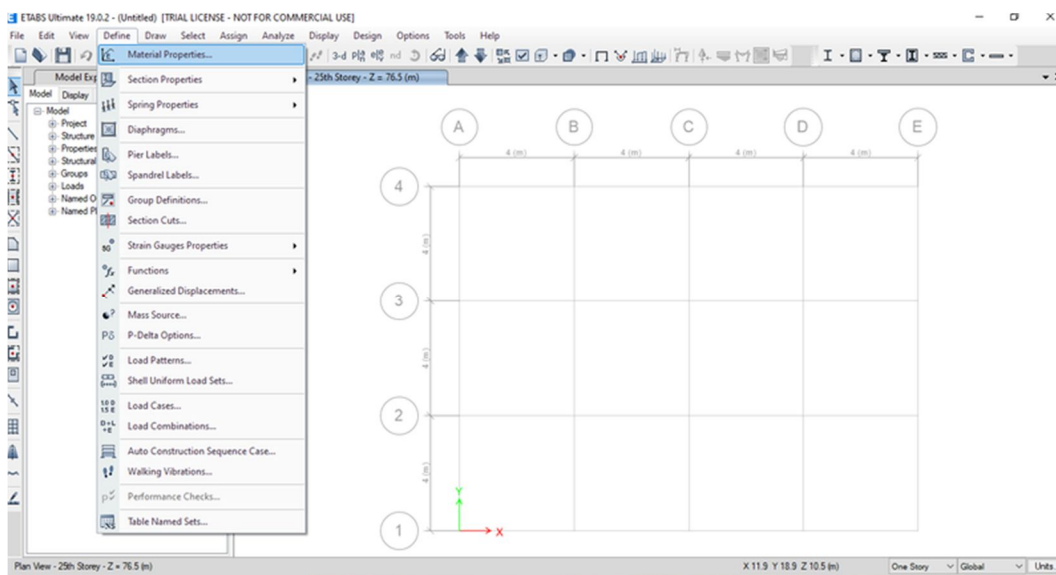 ETABS Ultimate 19.0.2 - (Untitled) [TRIAL LICENSE - NOT FOR COMMERCIAL USE]
File Edit View Define Draw Select Assign Analyze Display Design Options Tools Help
3-d nd
Model Exp
- 25th Storey - Z = 76.5 (m)
Model Display
Model
Project
Structure
Properties
Structural
Groups
Loads
Named O
Named Pl
Material Properties...
Section Properties
Spring Properties
Diaphragms...
Pier Labels...
Spandrel Labels...
Group Definitions...
Section Cuts...
Strain Gauges Properties
Functions
Generalized Displacements...
Mass Source...
P-Delta Options...
Load Patterns...
Shell Uniform Load Sets...
Load Cases...
Load Combinations...
Auto Construction Sequence Case...
Walking Vibrations...
Performance Checks...
Table Named Sets...
A B C D E
4 (m) 4 (m) 4 (m) 4 (m)
4
4 (m)
3
4 (m)
2
4 (m)
1
Y
X
Plan View - 25th Storey - Z = 76.5 (m) X 11.9 Y 18.9 Z 10.5 (m) One Story Global Units.